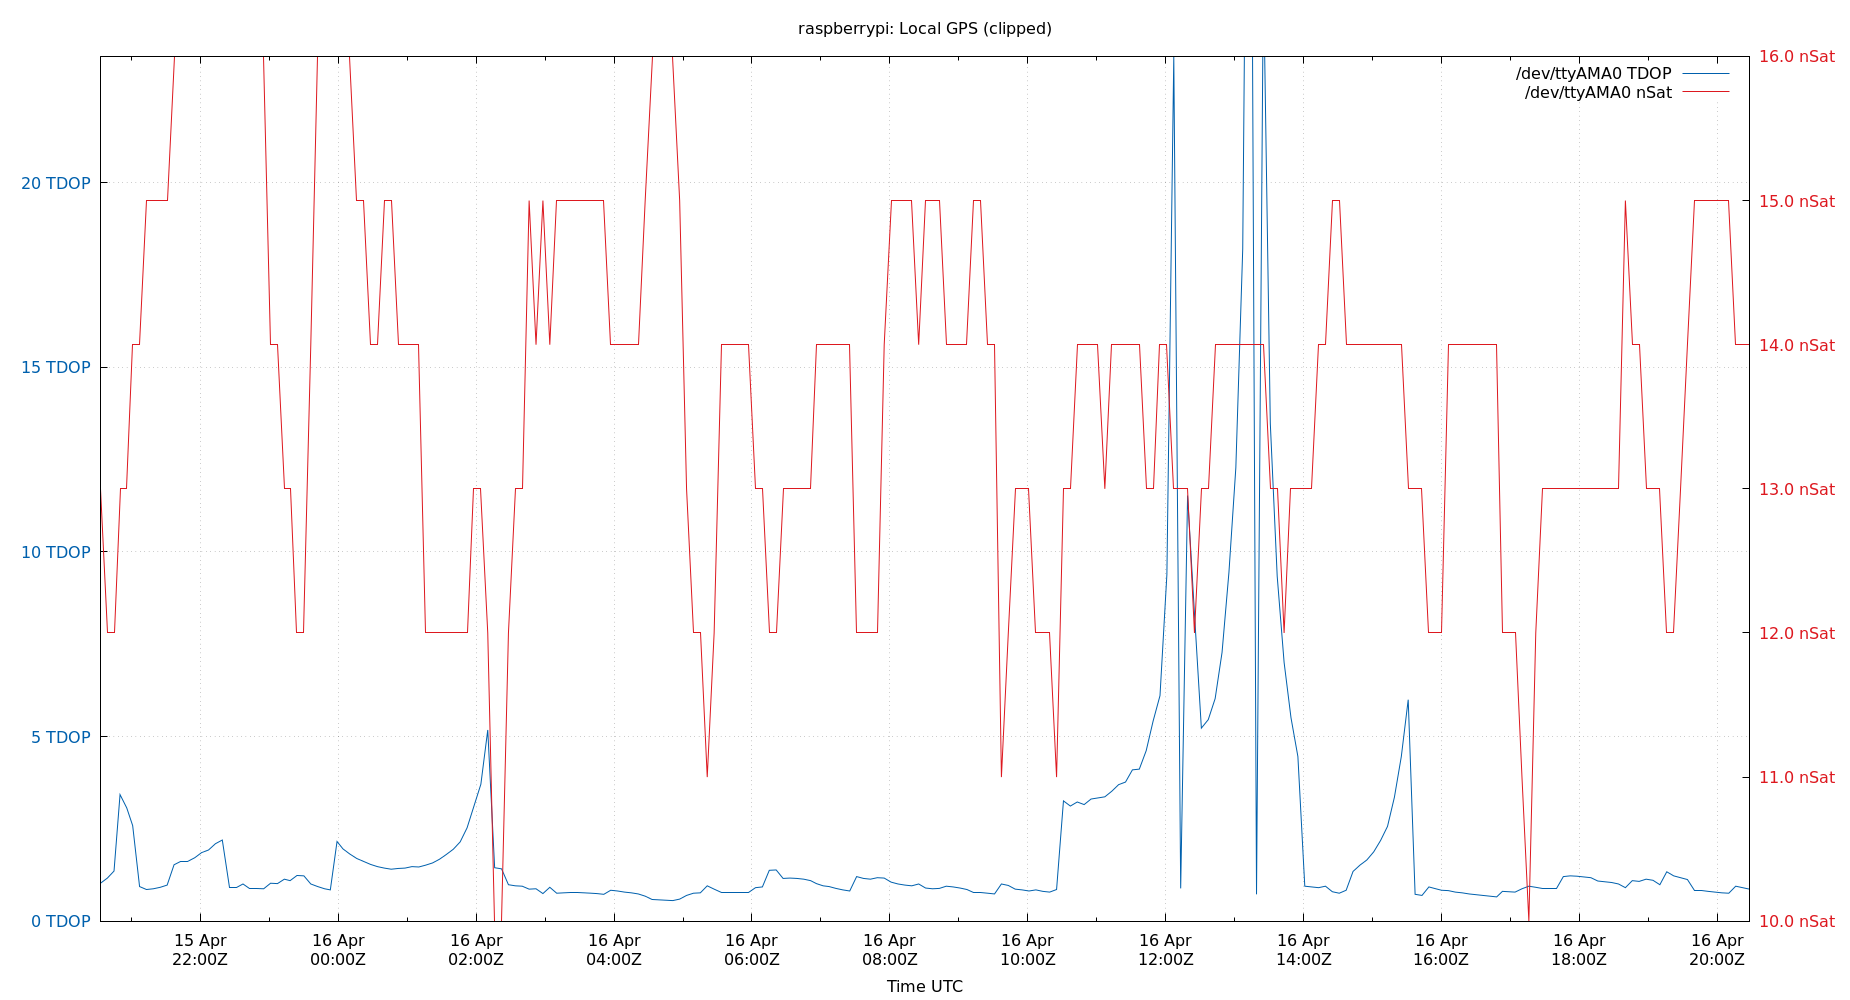 raspberrypi: Local GPS (clipped)
/dev/ttyAMA0 TDOP
/dev/ttyAMA0 nSat
20 TDOP
15 TDOP
10 TDOP
5 TDOP
0 TDOP
16.0 nSat
15.0 nSat
14.0 nSat
13.0 nSat
12.0 nSat
11.0 nSat
10.0 nSat
15 Apr
22:00Z
16 Apr
00:00Z
16 Apr
02:00Z
16 Apr
04:00Z
16 Apr
06:00Z
16 Apr
08:00Z
16 Apr
10:00Z
16 Apr
12:00Z
16 Apr
14:00Z
16 Apr
16:00Z
16 Apr
18:00Z
16 Apr
20:00Z
Time UTC